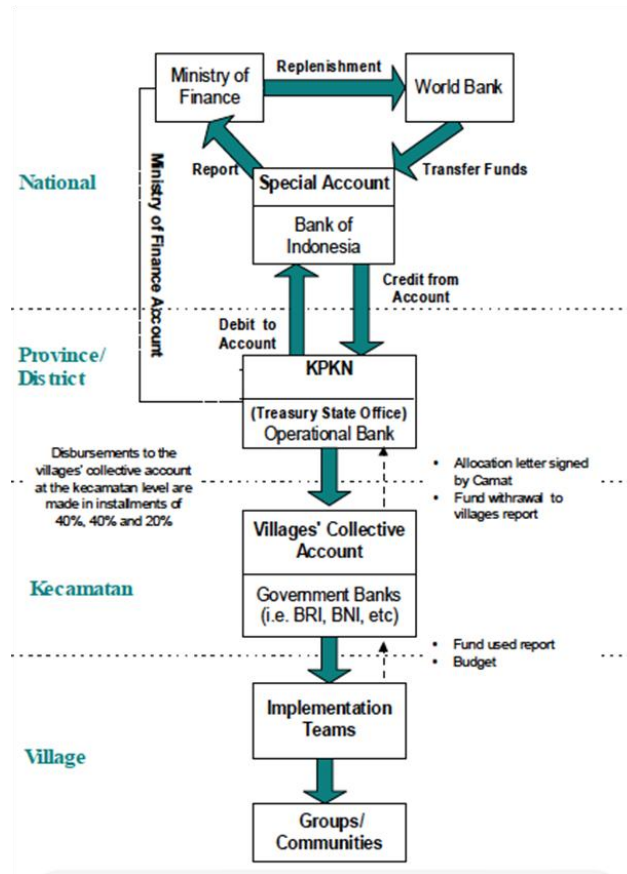 Ministry of
Finance
Replenishment
World Bank
Report
Transfer Funds
National
Special Account
Bank of
Indonesia
Ministry of Finance Account
Credit from
Account
Debit to
Account
Province/
District
KPKN
(Treasury State Office)
Operational Bank
Disbursements to the
villages' collective account
at the kecamatan level are
made in installments of
40%, 40% and 20%
• Allocation letter signed
by Camat
• Fund withdrawal to
villages report
Villages' Collective
Account
Government Banks
(i.e. BRI, BNI, etc)
Kecamatan
• Fund used report
• Budget
Implementation
Teams
Village
Groups/
Communities